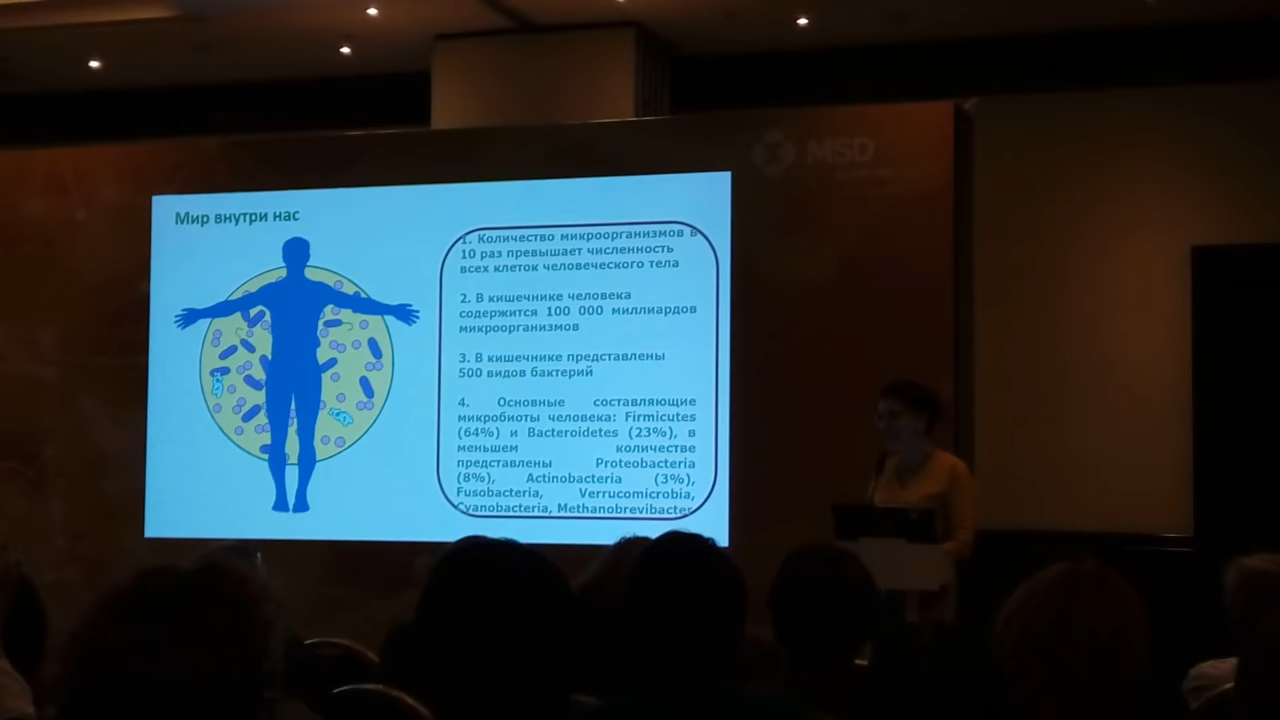 MSD
Мир внутри нас
1. Количество микроорганизмов в
10 раз превышает численность
всех клеток человеческого тела
2. В кишечнике человека
содержится 100 000 миллиардов
микроорганизмов
3. В кишечнике представлены
500 видов бактерий
4. Основные составляющие
микробиоты человека: Firmicutes
(64%) и Bacteroidetes (23%), в
меньшем количестве
представлены Proteobacteria
(8%), Actinobacteria (3%),
Fusobacteria, Verrucomicrobia,
Cyanobacteria, Methanobrevibacter